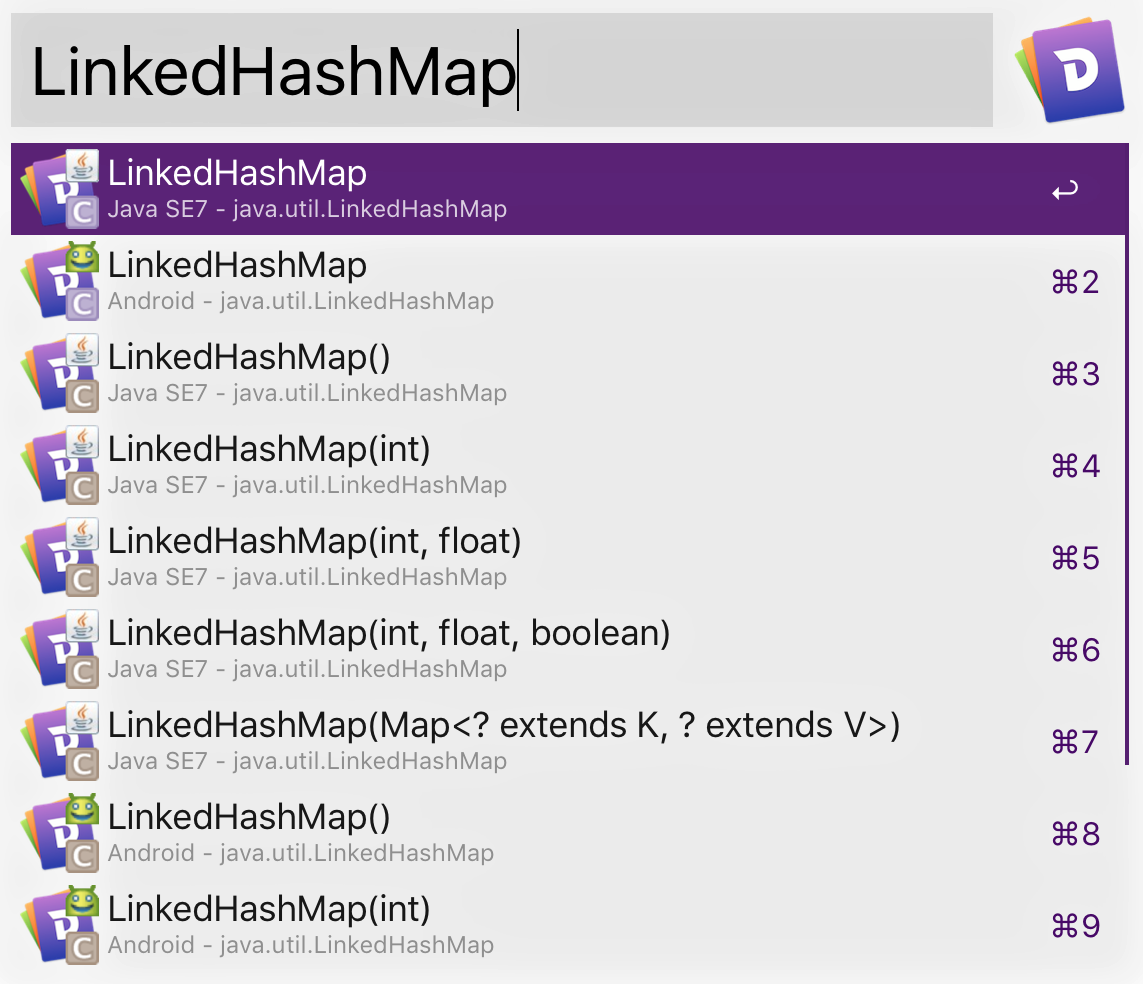 LinkedHashMap
LinkedHashMap
Java SE7 - java.util.LinkedHashMap
LinkedHashMap
Android - java.util.LinkedHashMap
⌘2
LinkedHashMap()
Java SE7 - java.util.LinkedHashMap
⌘3
LinkedHashMap(int)
Java SE7 - java.util.LinkedHashMap
⌘4
LinkedHashMap(int, float)
Java SE7 - java.util.LinkedHashMap
⌘5
LinkedHashMap(int, float, boolean)
Java SE7 - java.util.LinkedHashMap
⌘6
LinkedHashMap(Map<? extends K, ? extends V>)
Java SE7 - java.util.LinkedHashMap
⌘7
LinkedHashMap()
Android - java.util.LinkedHashMap
⌘8
LinkedHashMap(int)
Android - java.util.LinkedHashMap
⌘9